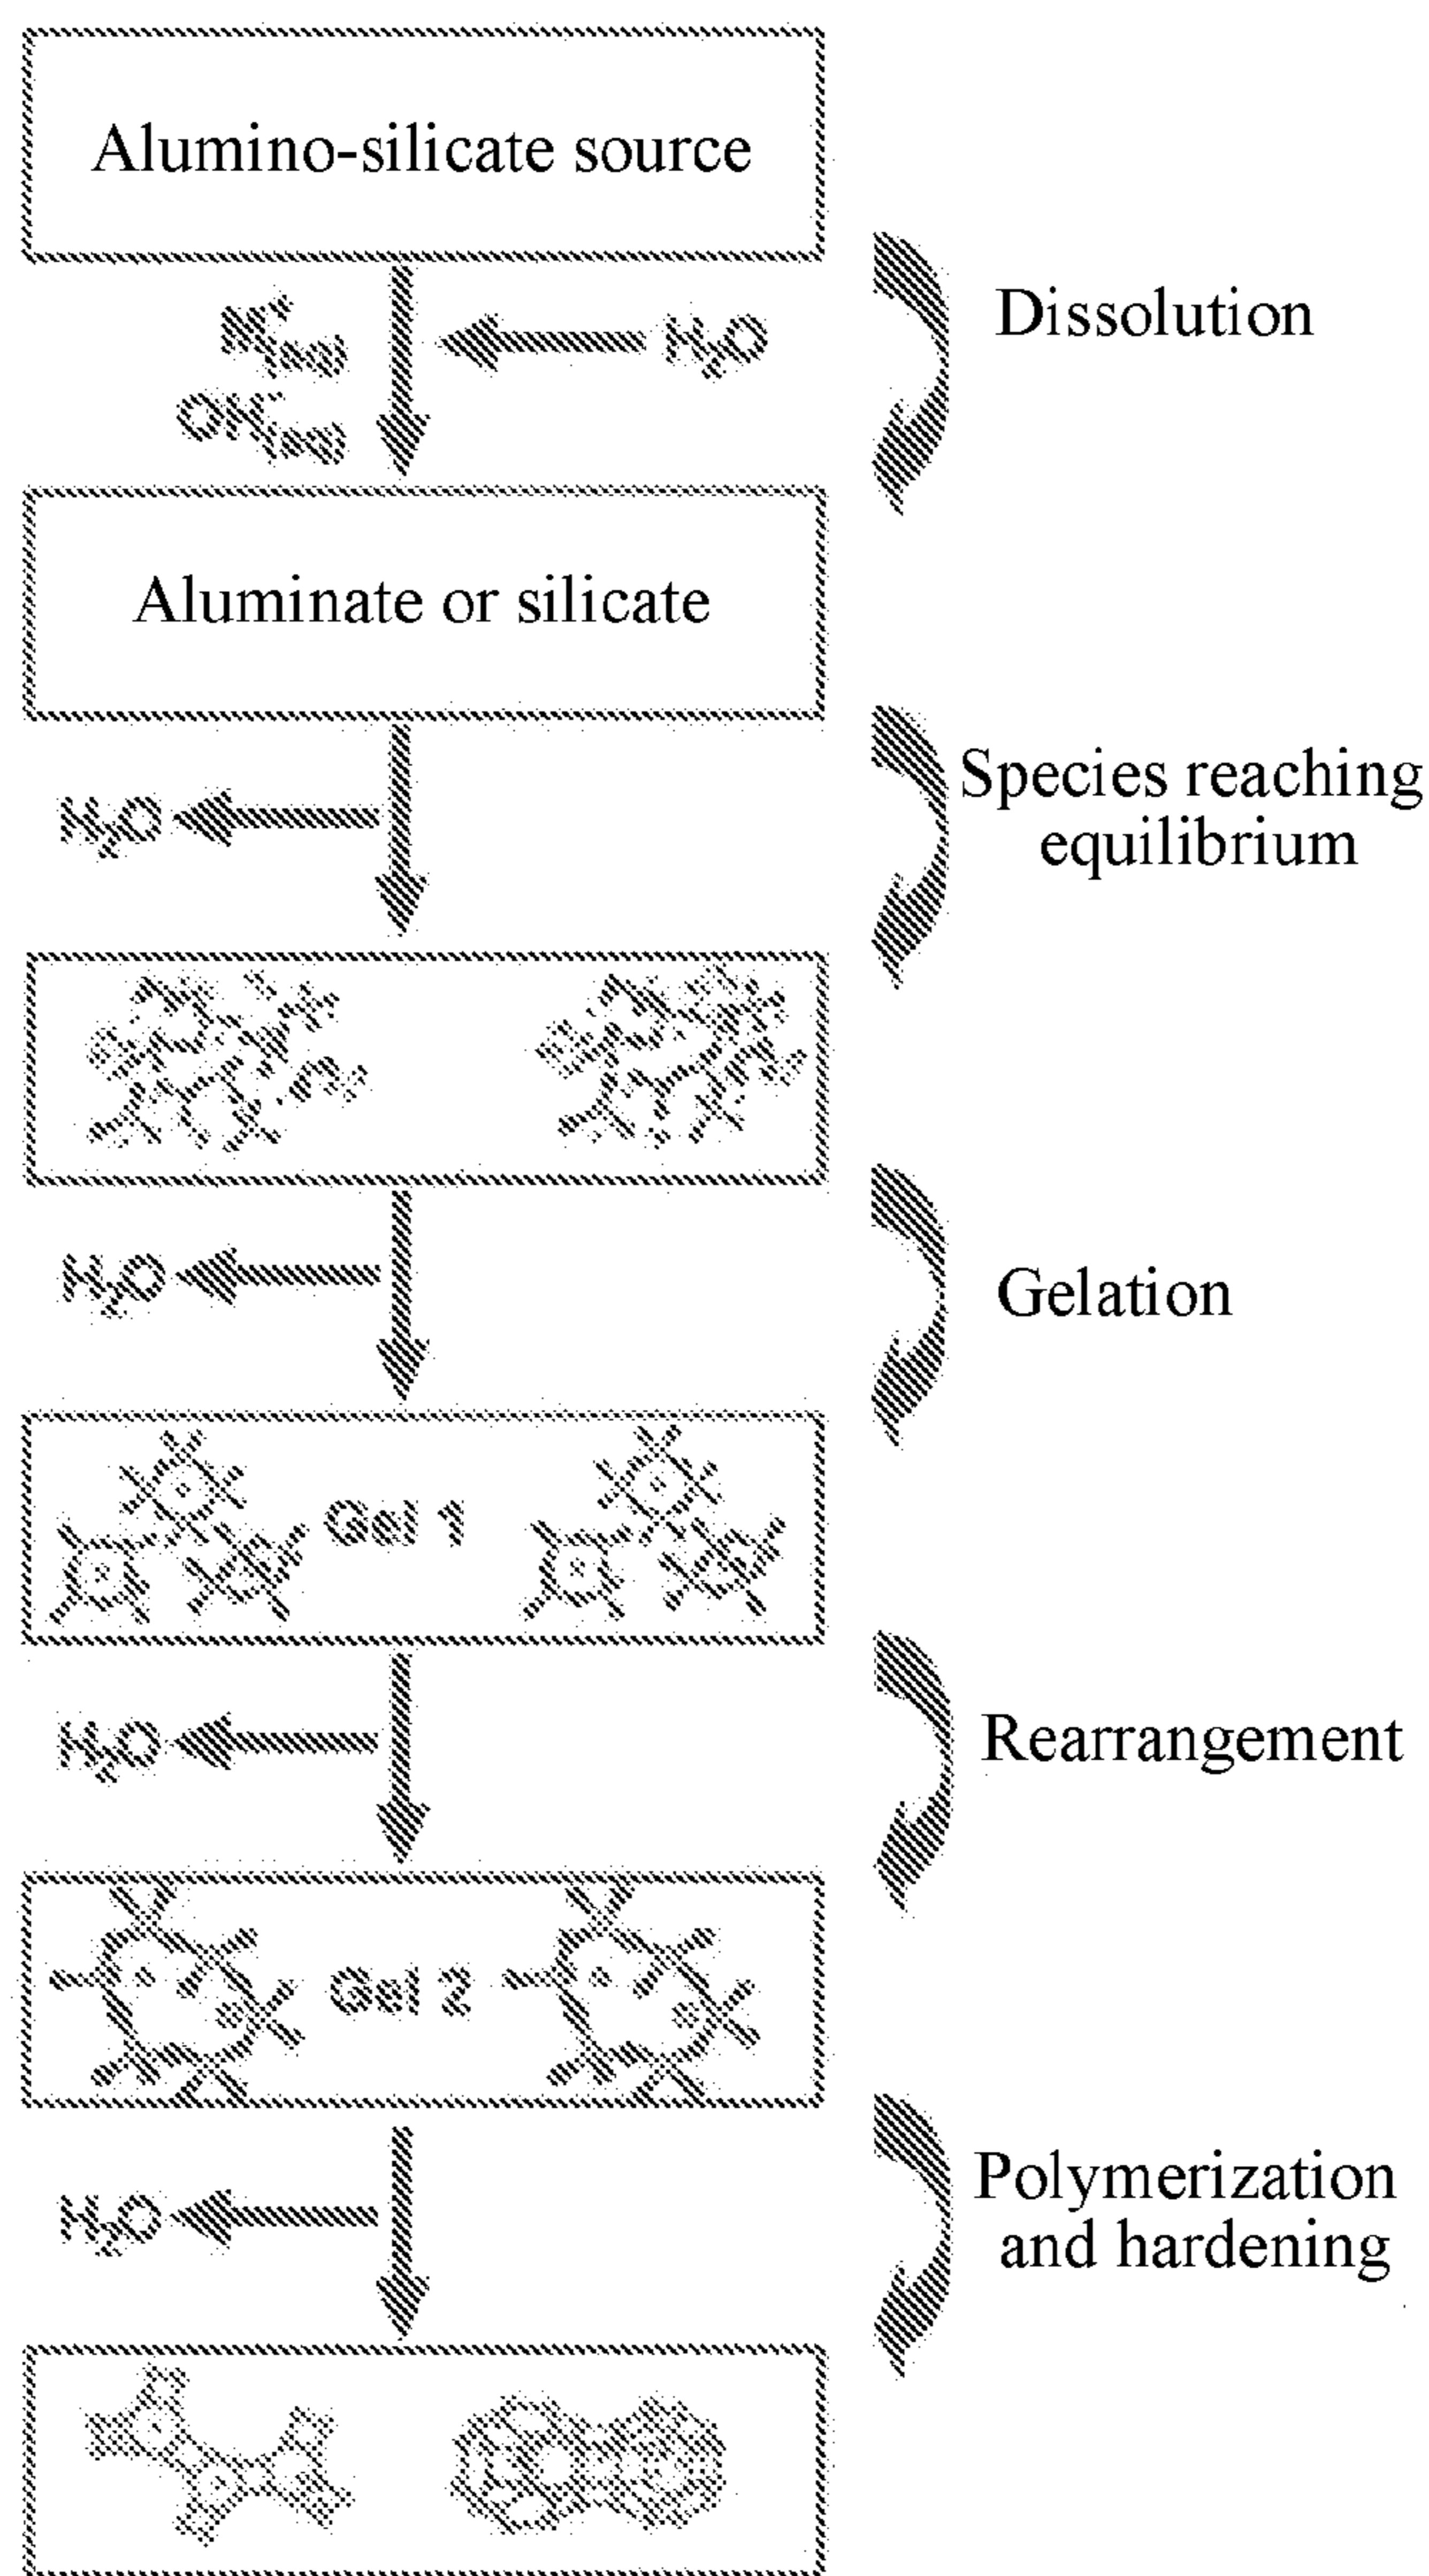 Alumino-silicate source
M⁺(aq)
H₂O
OH⁻(aq)
Dissolution
Aluminate or silicate
H₂O
Species reaching
equilibrium
H₂O
Gelation
Gel 1
H₂O
Rearrangement
Gel 2
H₂O
Polymerization
and hardening